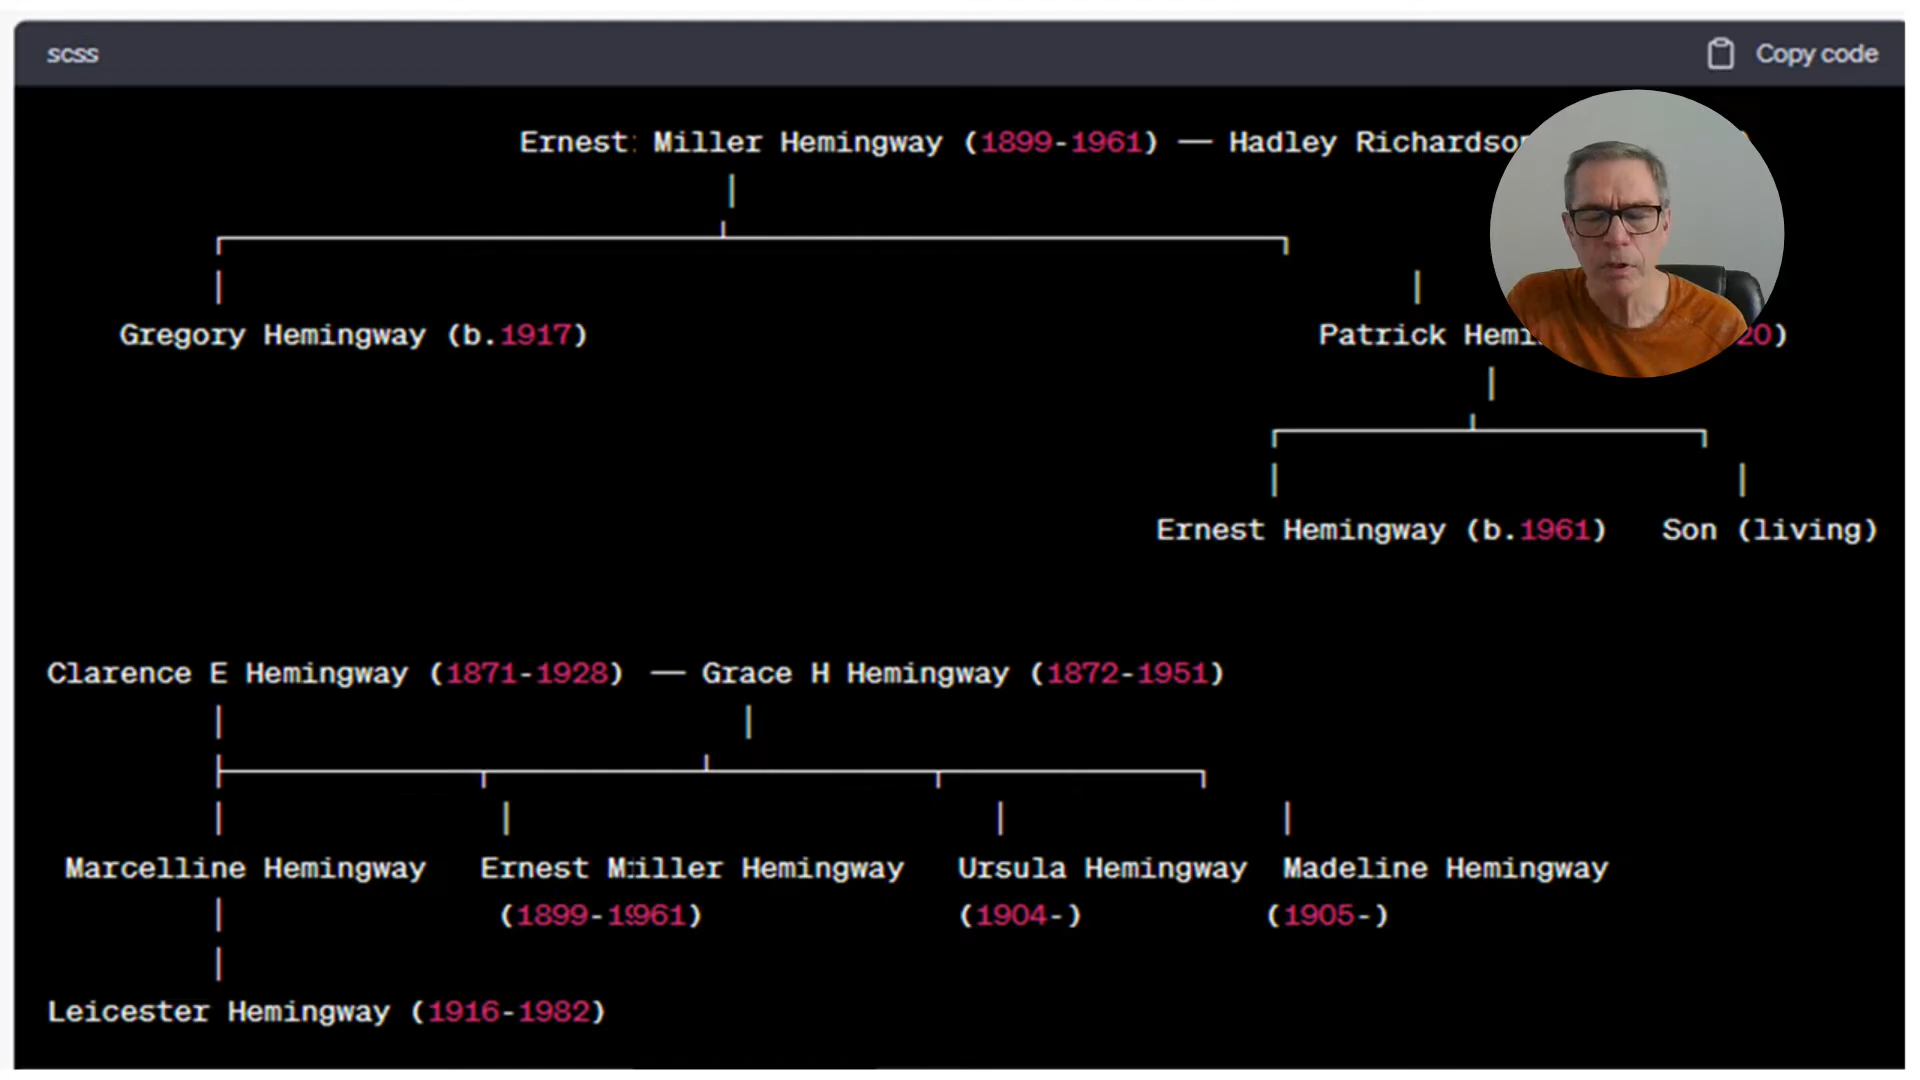 scss Copy code
Ernest Miller Hemingway (1899-1961) — Hadley Richardson
Gregory Hemingway (b.1917) Patrick 20)
Ernest Hemingway (b.1961) Son (living)
Clarence E Hemingway (1871-1928) — Grace H Hemingway (1872-1951)
Marcelline Hemingway Ernest Miller Hemingway Ursula Hemingway Madeline Hemingway
(1899-1961) (1904-) (1905-)
Leicester Hemingway (1916-1982)